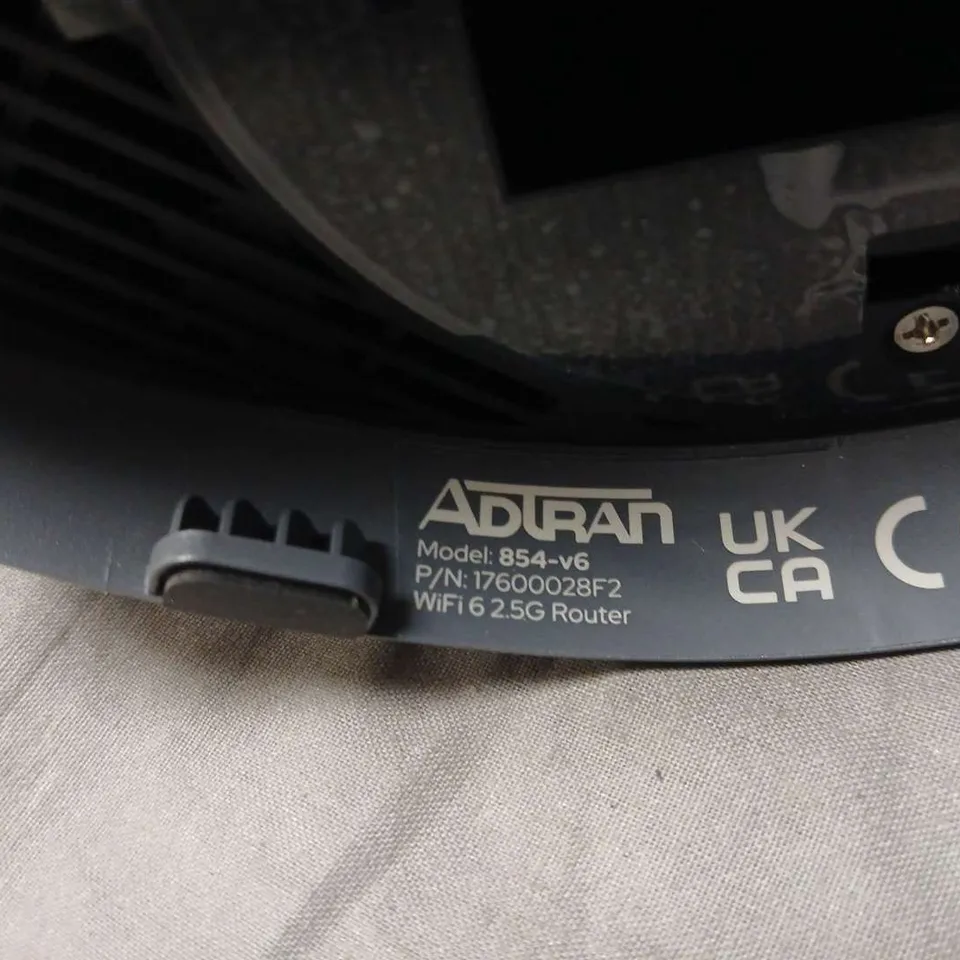 ADTRAN
Model: 854-v6
P/N: 17600028F2
WiFi 6 2.5G Router
UK
CA
C